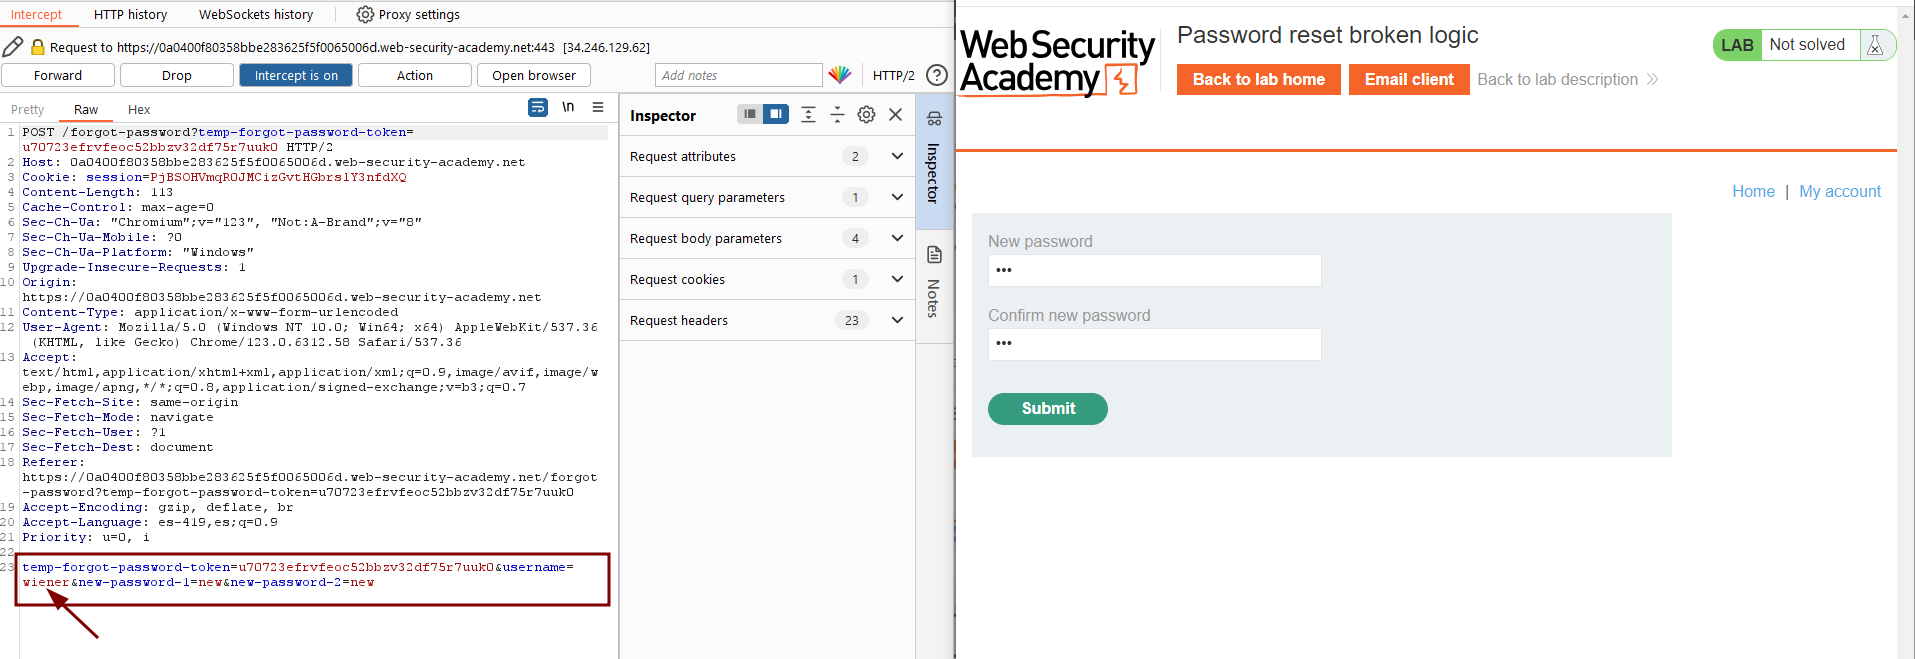 Intercept HTTP history WebSockets history Proxy settings
Request to https://0a0400f80358bbe283625f5f0065006d.web-security-academy.net:443 [34.246.129.62]
Forward Drop Intercept is on Action Open browser Add notes HTTP/2 ?
Pretty Raw Hex \n
1 POST /forgot-password?temp-forgot-password-token=
u70723efrvfeoc52bbzv32df75r7uuk0 HTTP/2
2 Host: 0a0400f80358bbe283625f5f0065006d.web-security-academy.net
3 Cookie: session=PjBSOHVmqR0JMCizGvtHGbrslY3nfdXQ
4 Content-Length: 113
5 Cache-Control: max-age=0
6 Sec-Ch-Ua: "Chromium";v="123", "Not:A-Brand";v="8"
7 Sec-Ch-Ua-Mobile: ?0
8 Sec-Ch-Ua-Platform: "Windows"
9 Upgrade-Insecure-Requests: 1
10 Origin:
https://0a0400f80358bbe283625f5f0065006d.web-security-academy.net
11 Content-Type: application/x-www-form-urlencoded
12 User-Agent: Mozilla/5.0 (Windows NT 10.0; Win64; x64) AppleWebKit/537.36
(KHTML, like Gecko) Chrome/123.0.6312.58 Safari/537.36
13 Accept:
text/html,application/xhtml+xml,application/xml;q=0.9,image/avif,image/w
ebp,image/apng,*/*;q=0.8,application/signed-exchange;v=b3;q=0.7
14 Sec-Fetch-Site: same-origin
15 Sec-Fetch-Mode: navigate
16 Sec-Fetch-User: ?1
17 Sec-Fetch-Dest: document
18 Referer:
https://0a0400f80358bbe283625f5f0065006d.web-security-academy.net/forgot
-password?temp-forgot-password-token=u70723efrvfeoc52bbzv32df75r7uuk0
19 Accept-Encoding: gzip, deflate, br
20 Accept-Language: es-419,es;q=0.9
21 Priority: u=0, i
22
23 temp-forgot-password-token=u70723efrvfeoc52bbzv32df75r7uuk0&username=
wiener&new-password-1=new&new-password-2=new
Inspector
Request attributes 2
Request query parameters 1
Request body parameters 4
Request cookies 1
Request headers 23
Inspector
Notes
WebSecurity
Academy
Password reset broken logic
Back to lab home Email client Back to lab description
LAB Not solved
Home | My account
New password
•••
Confirm new password
•••
Submit